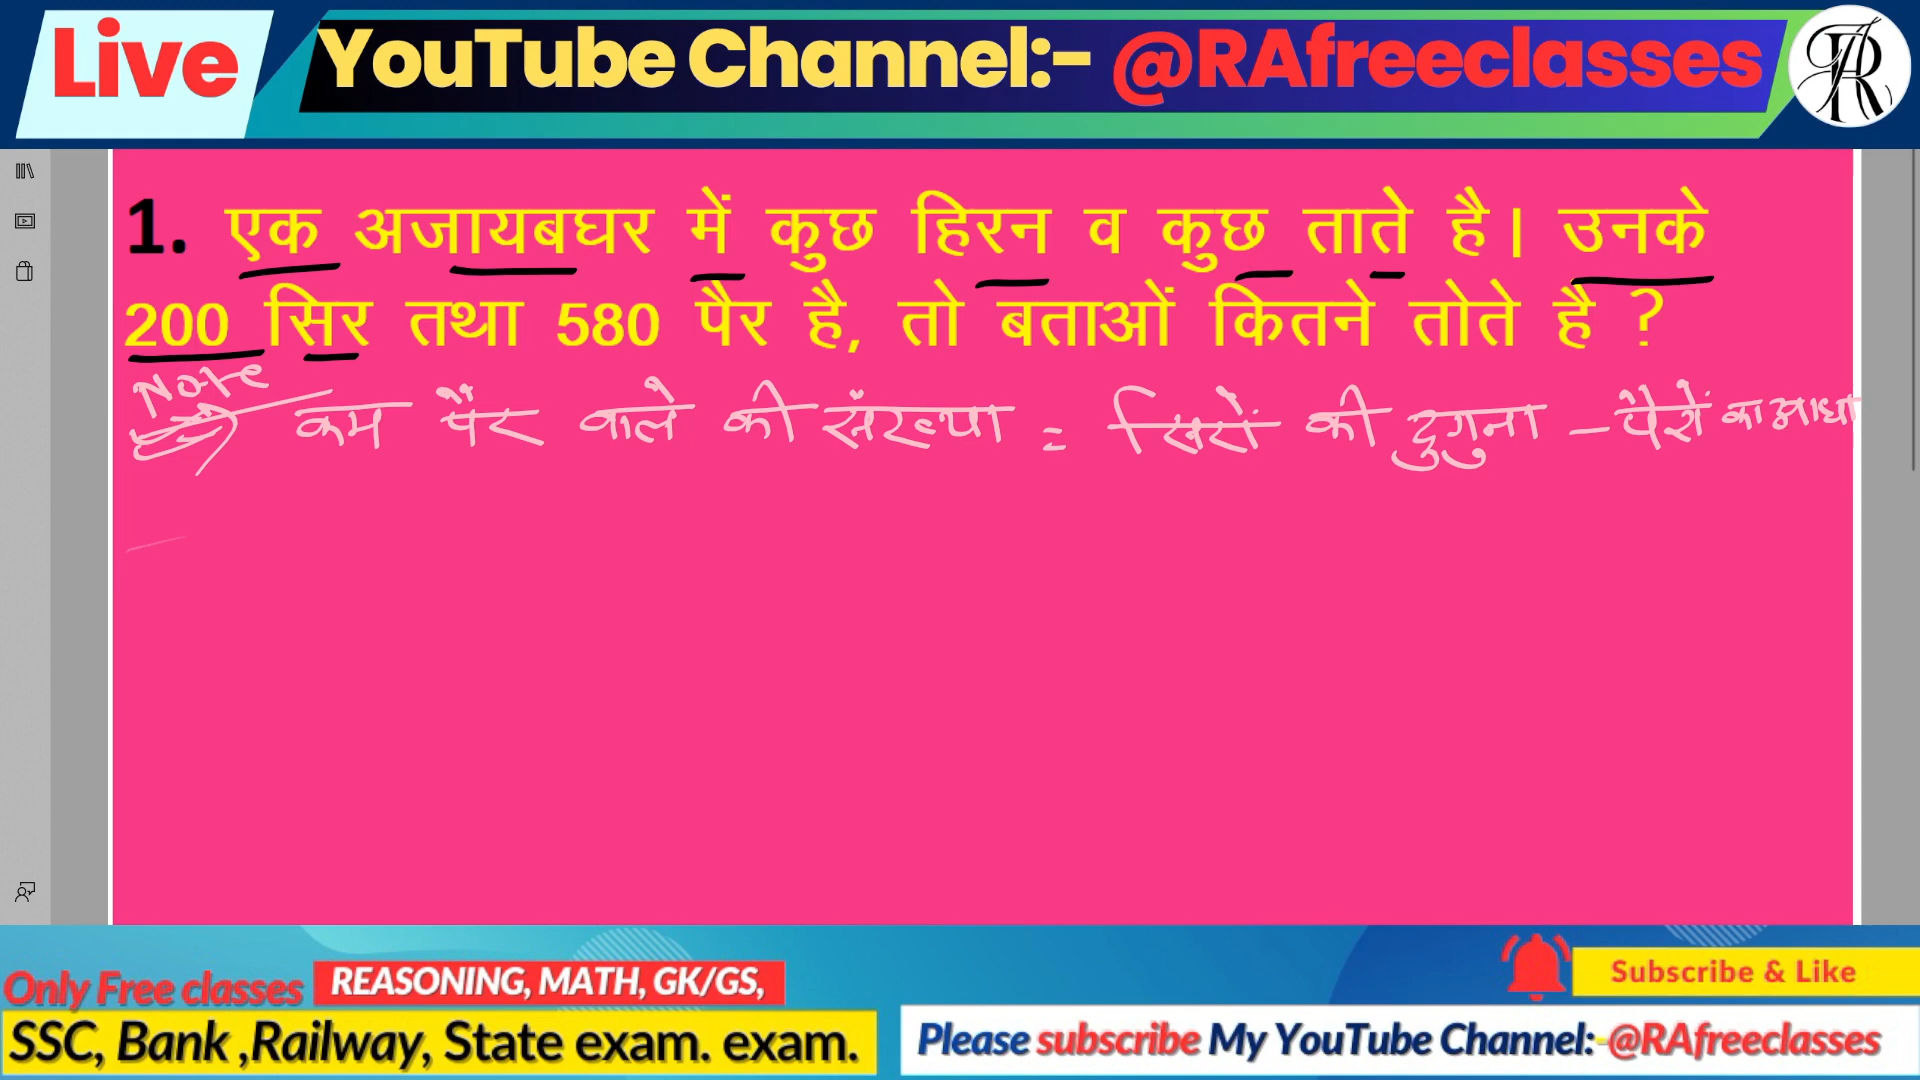 Live
YouTube Channel:- @RAfreeclasses
1. एक अजायबघर में कुछ हिरन व कुछ ताते है। उनके
200 सिर तथा 580 पैर है, तो बताओं कितने तोते है ?
Note
कम पैर वाले की संख्या = सिरों की दुगुना - पैरों का आधा
Only Free classes REASONING, MATH, GK/GS,
SSC, Bank ,Railway, State exam. exam.
Subscribe & Like
Please subscribe My YouTube Channel:-@RAfreeclasses